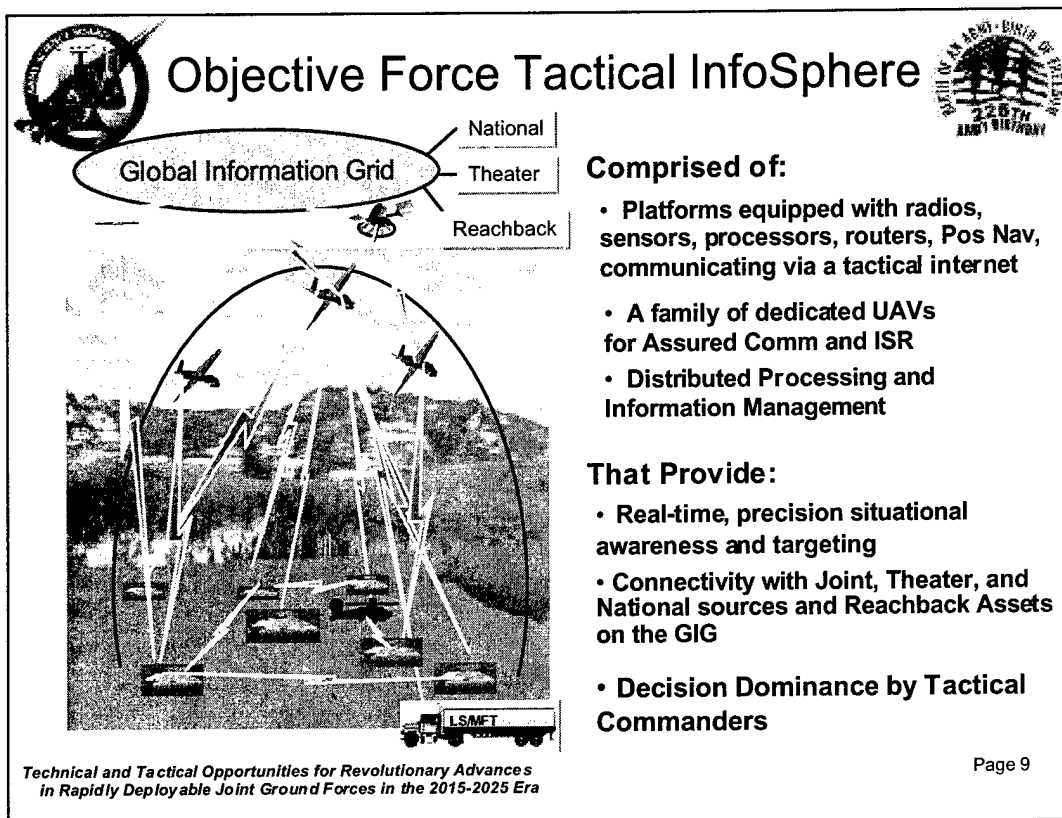 Objective Force Tactical InfoSphere
225TH
ARMY BIRTHDAY
Global Information Grid
National
Theater
Reachback
Comprised of:
• Platforms equipped with radios,
sensors, processors, routers, Pos Nav,
communicating via a tactical internet
• A family of dedicated UAVs
for Assured Comm and ISR
• Distributed Processing and
Information Management
That Provide:
• Real-time, precision situational
awareness and targeting
• Connectivity with Joint, Theater, and
National sources and Reachback Assets
on the GIG
• Decision Dominance by Tactical
Commanders
LS/MFT
Technical and Tactical Opportunities for Revolutionary Advances
in Rapidly Deployable Joint Ground Forces in the 2015-2025 Era
Page 9